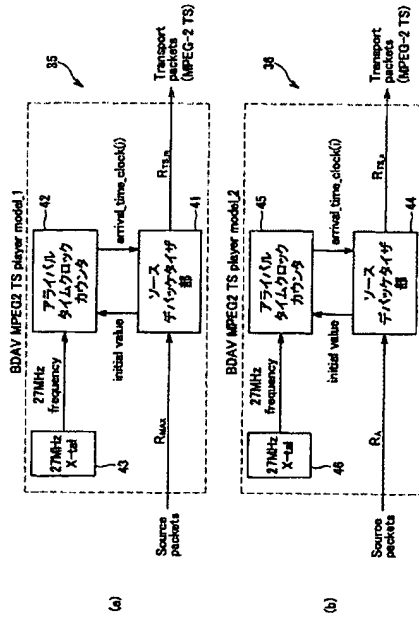 (a)
BDAV MPEG2 TS player model_1
35
27MHz
X-tal
43
27MHz
frequency
アライバル
タイムクロック
カウンタ
42
initial value
arrival_time_clock(i)
Source
packets
RMAX
ソース
デパケッタイザ
部
41
RTS,n
Transport
packets
(MPEG-2 TS)
(b)
BDAV MPEG2 TS player model_2
36
27MHz
X-tal
46
27MHz
frequency
アライバル
タイムクロック
カウンタ
45
initial value
arrival_time_clock(i)
Source
packets
RA
ソース
デパケッタイザ
部
44
Transport
packets
(MPEG-2 TS)